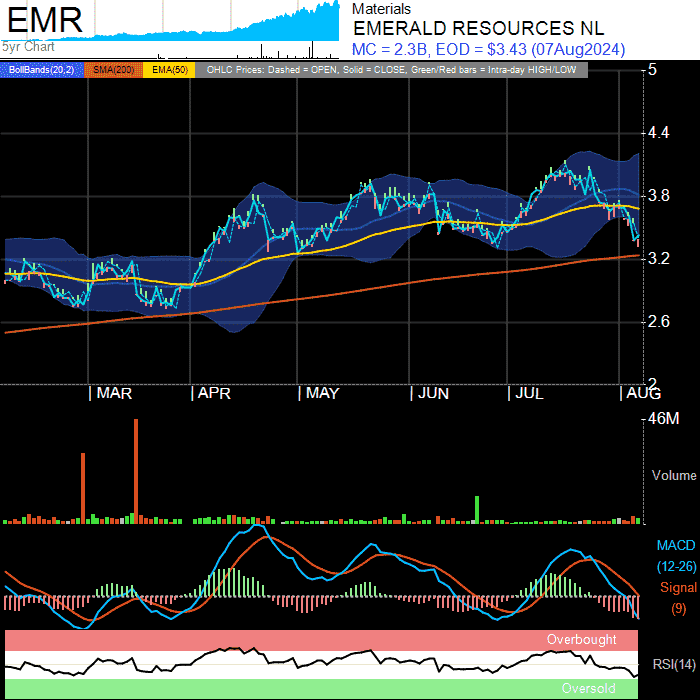 EMR
5yr Chart
Materials
EMERALD RESOURCES NL
MC = 2.3B, EOD = $3.43 (07Aug2024)
BollBands(20,2) SMA(200) EMA(50) OHLC Prices: Dashed = OPEN, Solid = CLOSE, Green/Red bars = Intra-day HIGH/LOW
5
4.4
3.8
3.2
2.6
2
| MAR | APR | MAY | JUN | JUL | AUG
46M
Volume
MACD
(12-26)
Signal
(9)
Overbought
RSI(14)
Oversold